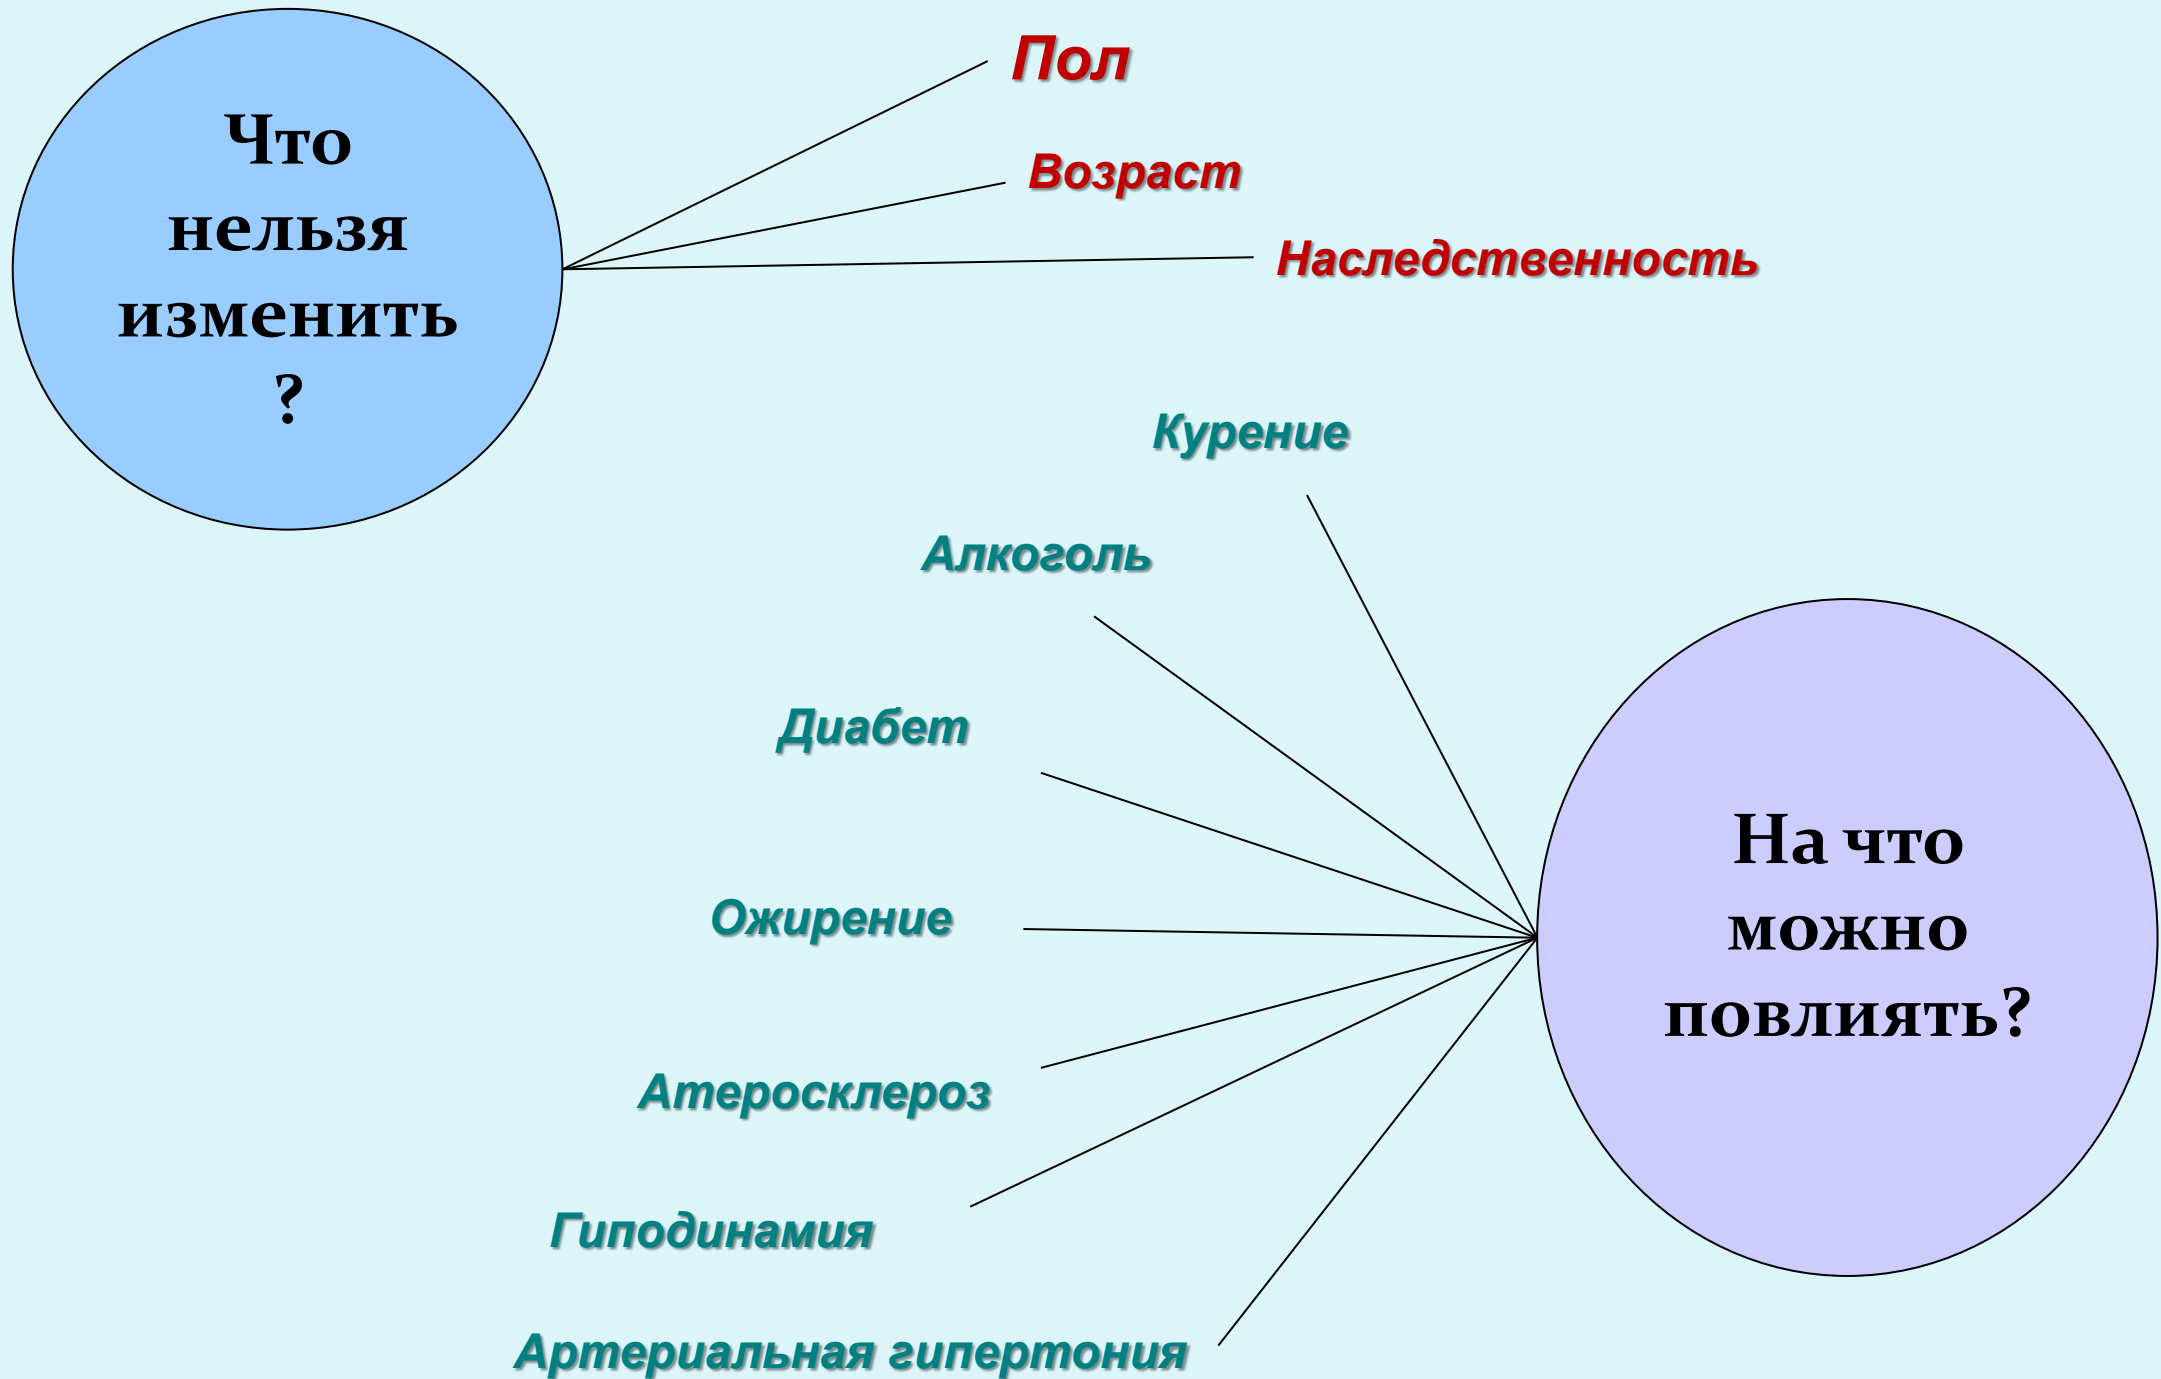 Что
нельзя
изменить
?
Пол
Возраст
Наследственность
Курение
Алкоголь
Диабет
Ожирение
Атеросклероз
Гиподинамия
Артериальная гипертония
На что
можно
повлиять?